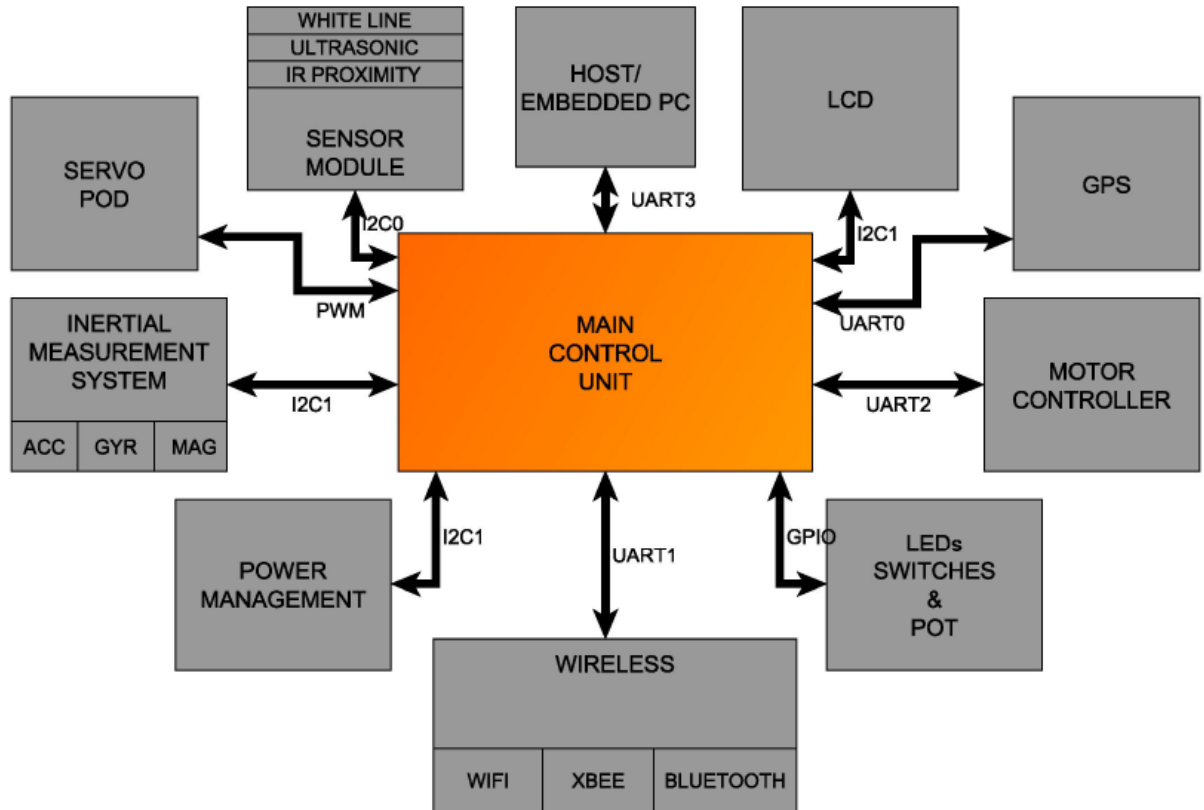 WHITE LINE
ULTRASONIC
IR PROXIMITY
SENSOR
MODULE
HOST/
EMBEDDED PC
LCD
SERVO
POD
GPS
I2C0
UART3
I2C1
PWM
UART0
MAIN
CONTROL
UNIT
INERTIAL
MEASUREMENT
SYSTEM
ACC GYR MAG
I2C1
UART2
MOTOR
CONTROLLER
I2C1
UART1
GPIO
POWER
MANAGEMENT
LEDs
SWITCHES
&
POT
WIRELESS
WIFI XBEE BLUETOOTH